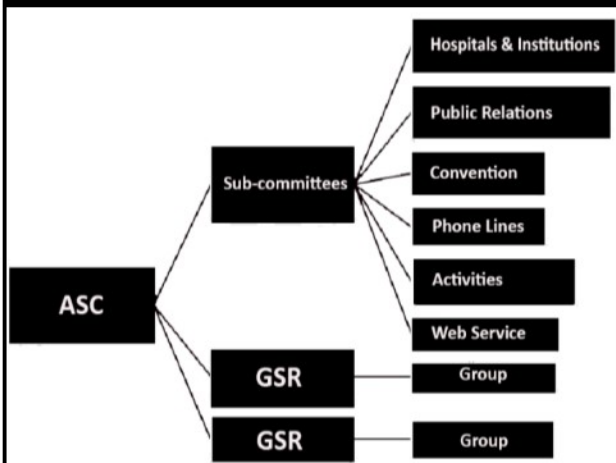 Hospitals & Institutions
Public Relations
Sub-committees
Convention
Phone Lines
Activities
ASC
Web Service
GSR
Group
GSR
Group